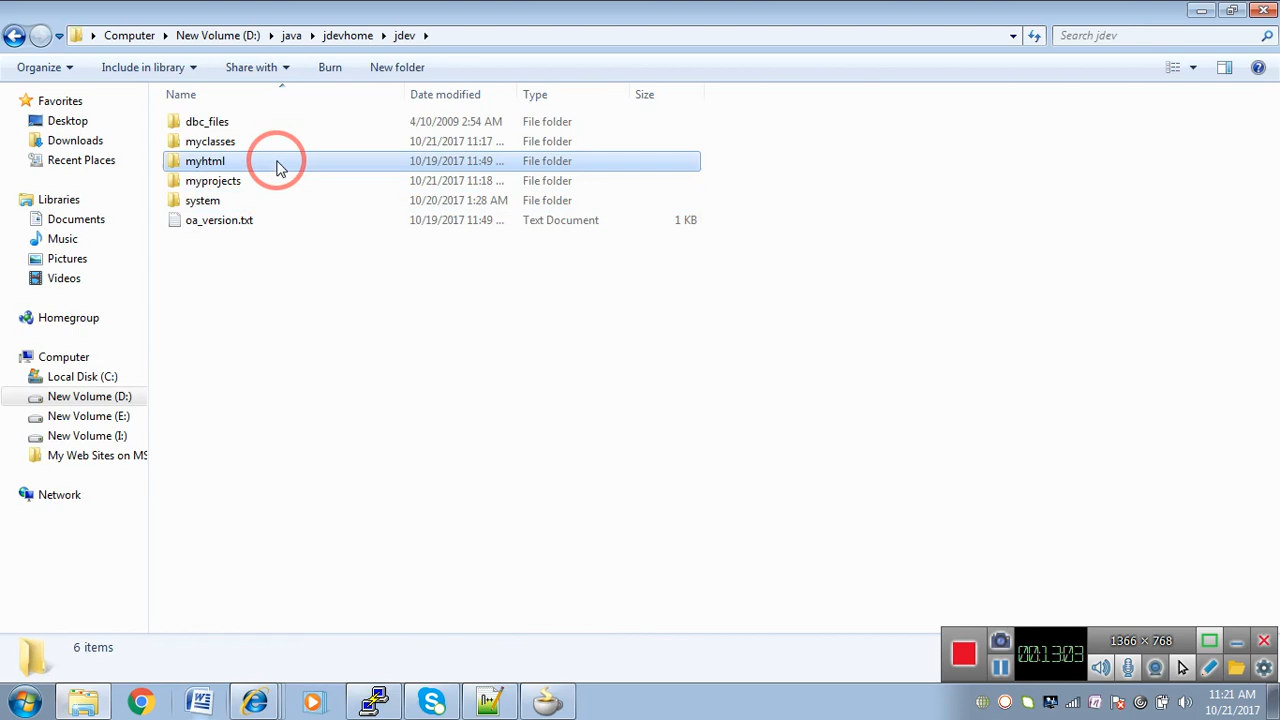 Computer New Volume (D:) java jdevhome jdev
Search jdev
Organize Include in library Share with Burn New folder
Name Date modified Type Size
Favorites
Desktop
Downloads
Recent Places
Libraries
Documents
Music
Pictures
Videos
Homegroup
Computer
Local Disk (C:)
New Volume (D:)
New Volume (E:)
New Volume (I:)
My Web Sites on MS
Network
dbc_files 4/10/2009 2:54 AM File folder
myclasses 10/21/2017 11:17 ... File folder
myhtml 10/19/2017 11:49 ... File folder
myprojects 10/21/2017 11:18 ... File folder
system 10/20/2017 1:28 AM File folder
oa_version.txt 10/19/2017 11:49 ... Text Document 1 KB
6 items
1366 × 768
00:13:03
11:21 AM
10/21/2017